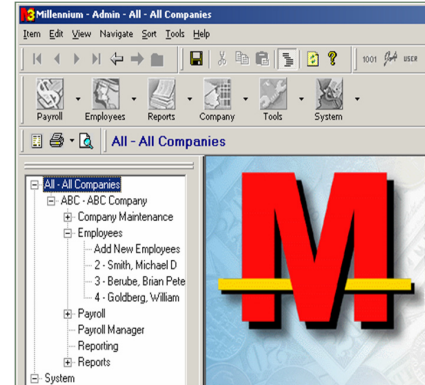 Millennium - Admin - All - All Companies
Item Edit View Navigate Sort Tools Help
1001 USER
Payroll Employees Reports Company Tools System
All - All Companies
All - All Companies
ABC - ABC Company
Company Maintenance
Employees
Add New Employees
2 - Smith, Michael D
3 - Berube, Brian Pete
4 - Goldberg, William
Payroll
Payroll Manager
Reporting
Reports
System
M